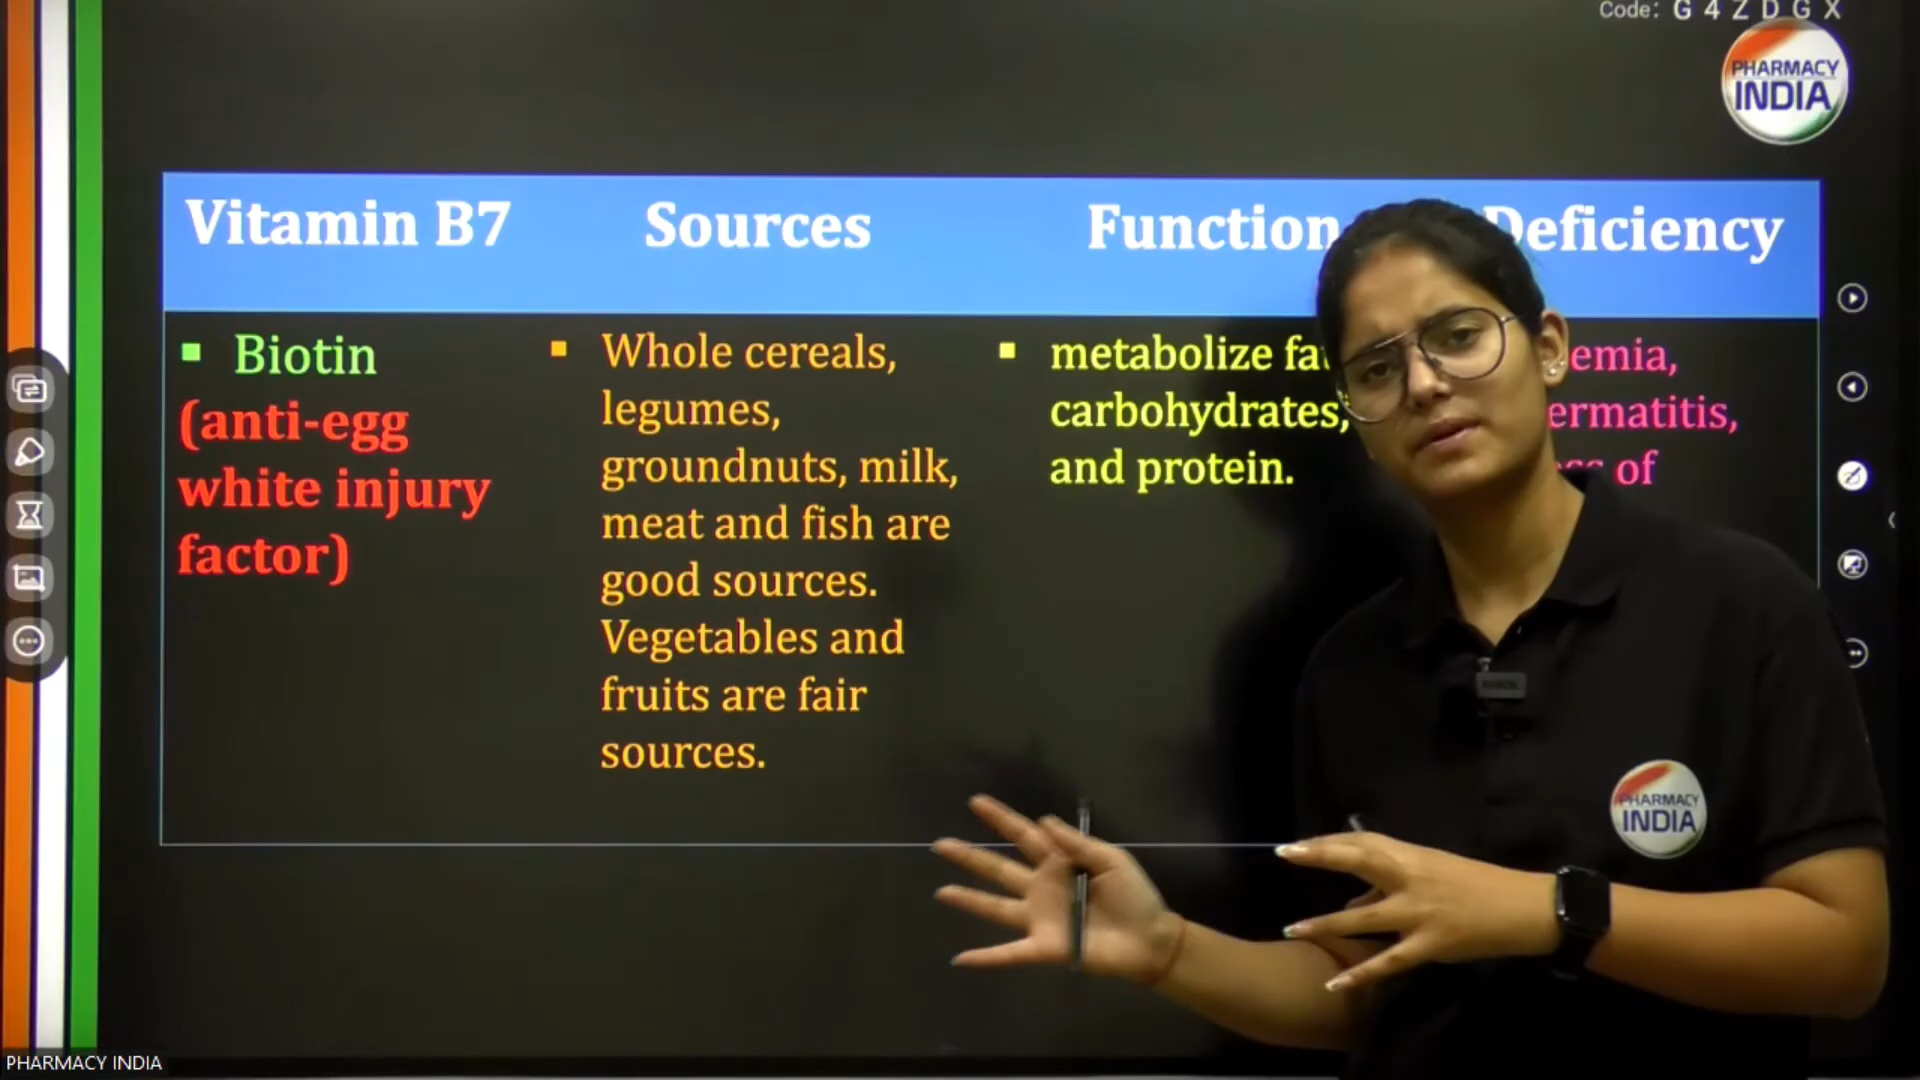 Code: G 4 Z D G X
PHARMACY
INDIA
Vitamin B7 Sources Function Deficiency
Biotin
(anti-egg
white injury
factor)
Whole cereals,
legumes,
groundnuts, milk,
meat and fish are
good sources.
Vegetables and
fruits are fair
sources.
metabolize
carbohydrates,
and protein.
of
PHARMACY
INDIA
PHARMACY INDIA